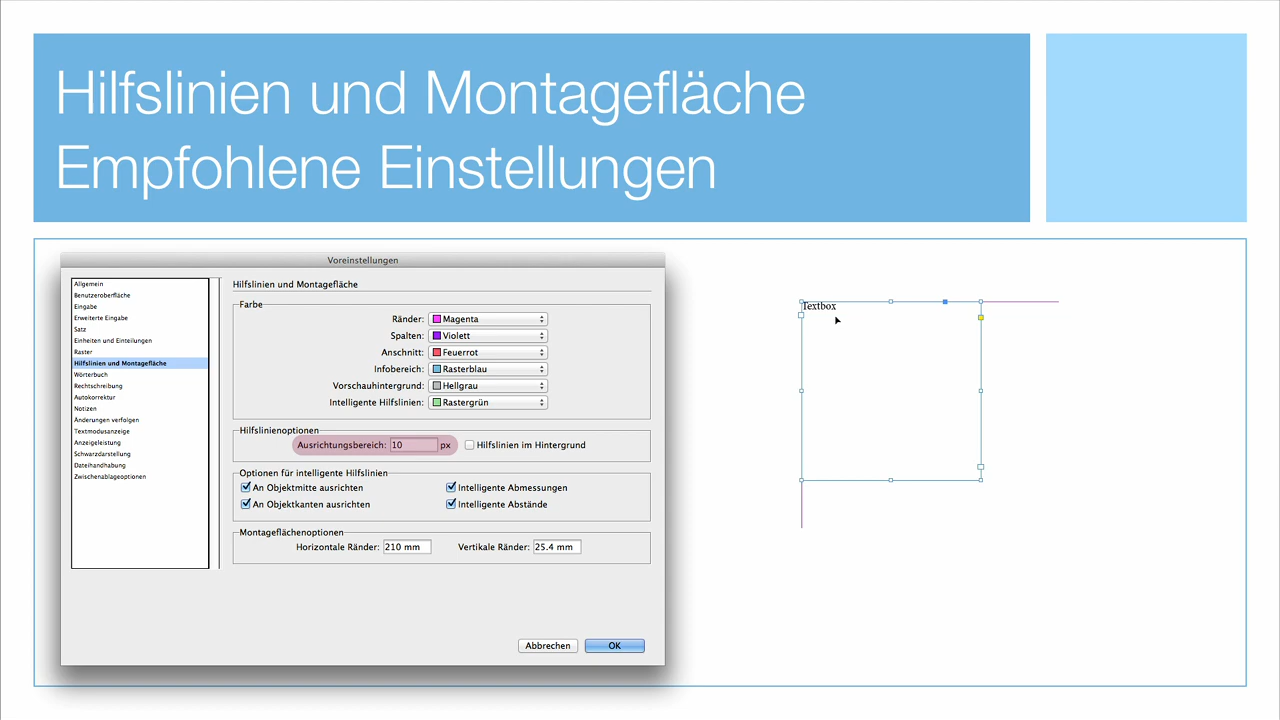 Hilfslinien und Montagefläche
Empfohlene Einstellungen
Voreinstellungen
Allgemein
Benutzeroberfläche
Eingabe
Erweiterte Eingabe
Satz
Einheiten und Einteilungen
Raster
Hilfslinien und Montagefläche
Wörterbuch
Rechtschreibung
Autokorrektur
Notizen
Änderungen verfolgen
Textmodusanzeige
Anzeigeleistung
Schwarzdarstellung
Dateihandhabung
Zwischenablageoptionen
Hilfslinien und Montagefläche
Farbe
Ränder: Magenta
Spalten: Violett
Anschnitt: Feuerrot
Infobereich: Rasterblau
Vorschauhintergrund: Hellgrau
Intelligente Hilfslinien: Rastergrün
Hilfslinienoptionen
Ausrichtungsbereich: 10 px Hilfslinien im Hintergrund
Optionen für intelligente Hilfslinien
An Objektmitte ausrichten Intelligente Abmessungen
An Objektkanten ausrichten Intelligente Abstände
Montageflächenoptionen
Horizontale Ränder: 210 mm Vertikale Ränder: 25.4 mm
Abbrechen OK
Textbox